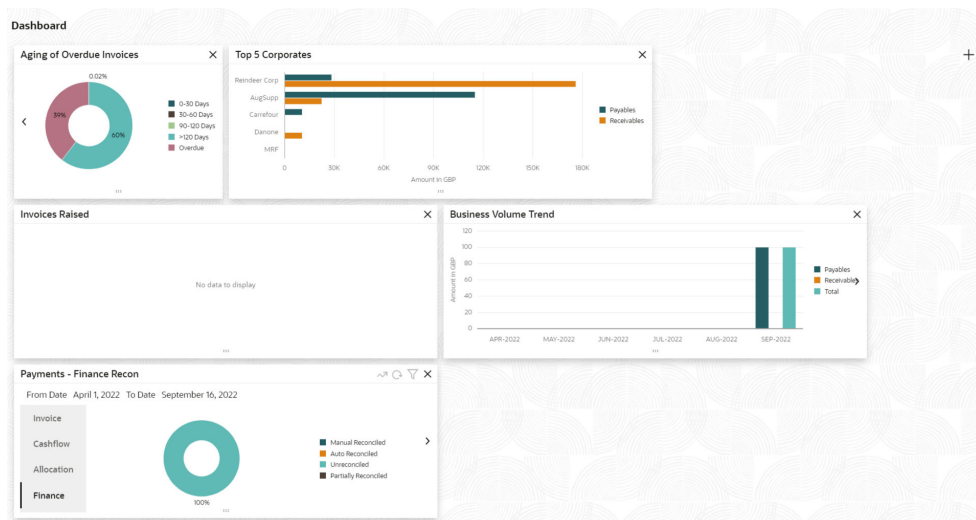 Dashboard
Aging of Overdue Invoices
0.02%
39%
60%
0-30 Days
30-60 Days
90-120 Days
>120 Days
Overdue
Top 5 Corporates
Reindeer Corp
AugSupp
Carrefour
Danone
MRF
0 30K 60K 90K 120K 150K 180K
Amount in GBP
Payables
Receivables
Invoices Raised
No data to display
Business Volume Trend
120
100
80
60
40
20
0
Amount in GBP
APR-2022 MAY-2022 JUN-2022 JUL-2022 AUG-2022 SEP-2022
Payables
Receivables
Total
Payments - Finance Recon
From Date April 1, 2022 To Date September 16, 2022
Invoice
Cashflow
Allocation
Finance
100%
Manual Reconciled
Auto Reconciled
Unreconciled
Partially Reconciled